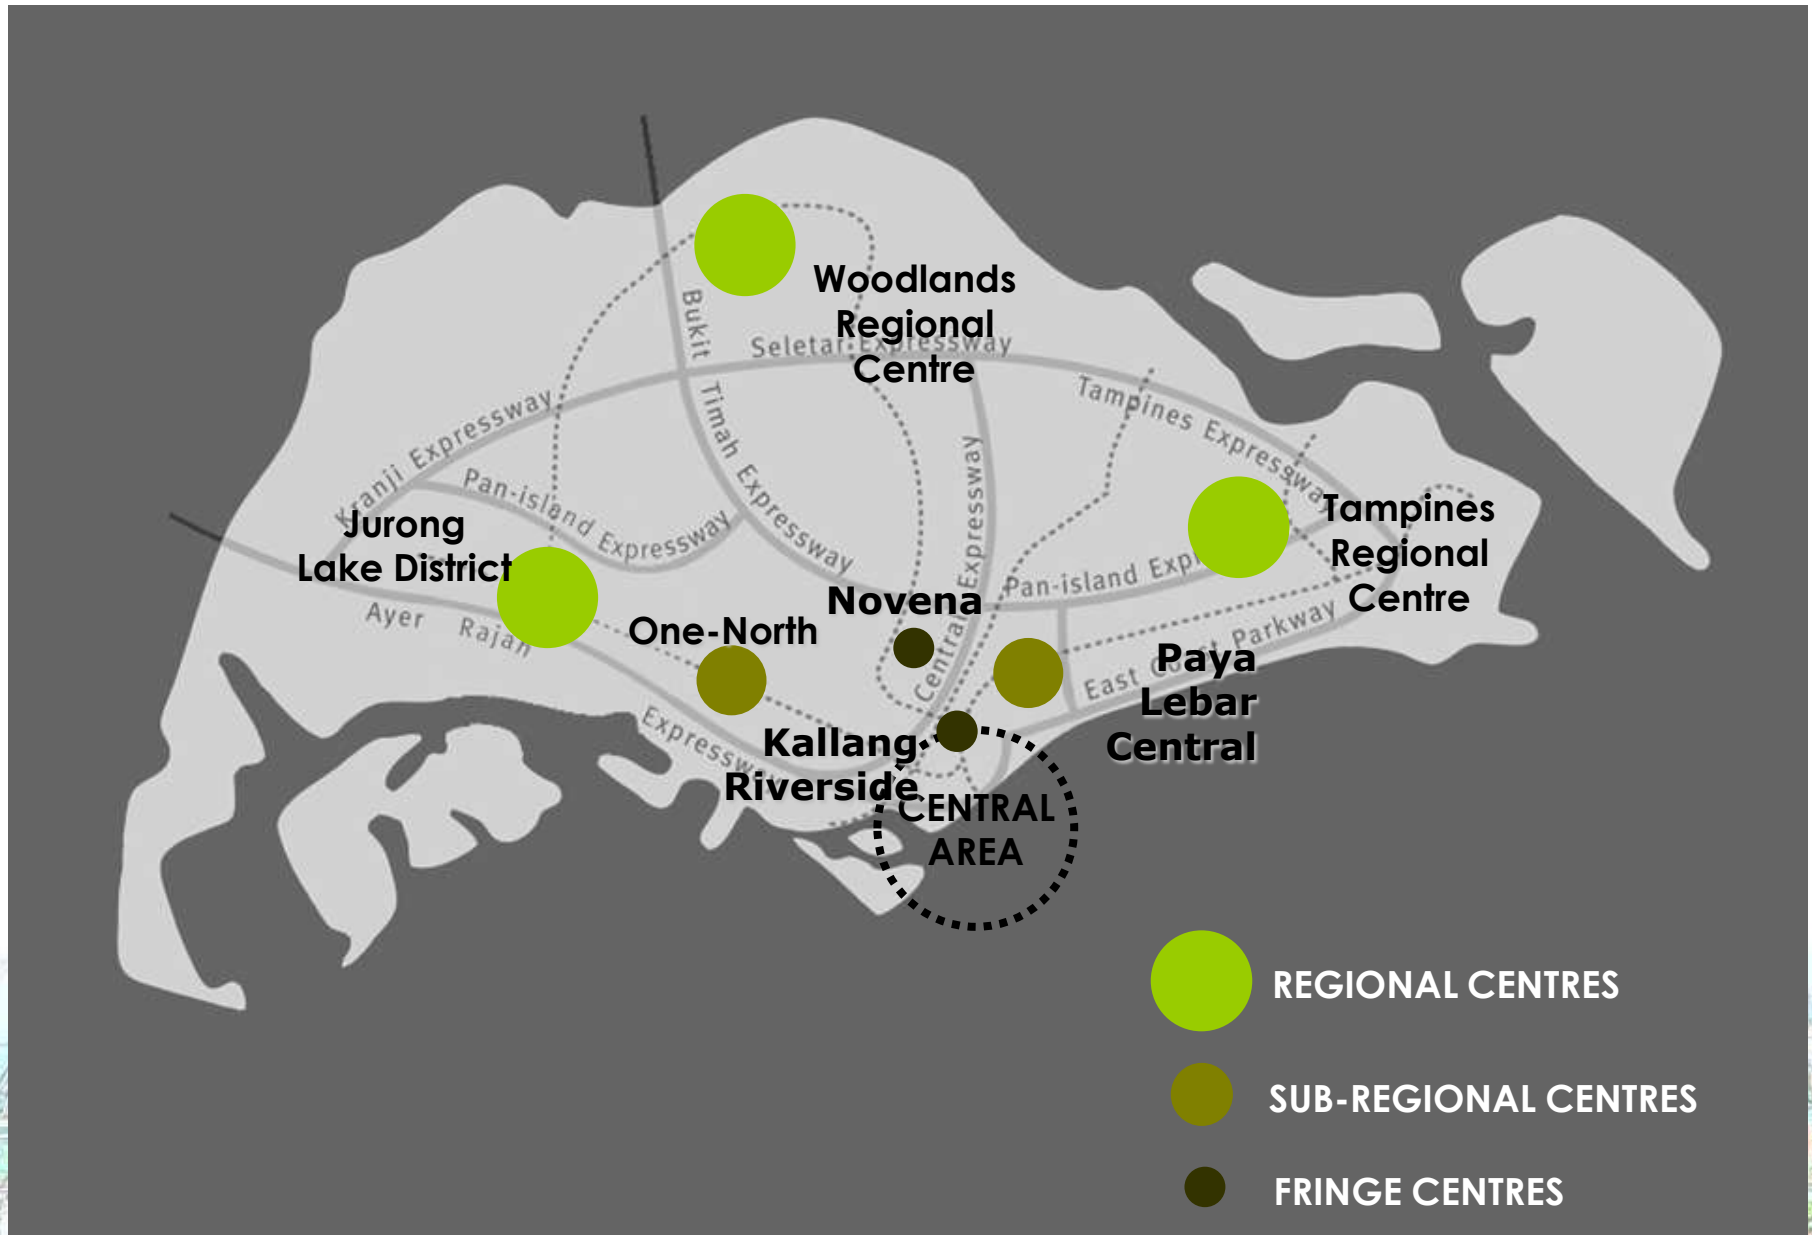 Woodlands
Regional
Centre
Bukit Timah Expressway
Seletar Expressway
Tampines Expressway
Kranji Expressway
Pan-island Expressway
Central Expressway
Jurong
Lake District
Tampines
Regional
Centre
Pan-island
Ayer Rajah
Expressway
Novena
One-North
East Coast Parkway
Paya
Lebar
Central
Kallang
Riverside
CENTRAL
AREA
REGIONAL CENTRES
SUB-REGIONAL CENTRES
FRINGE CENTRES